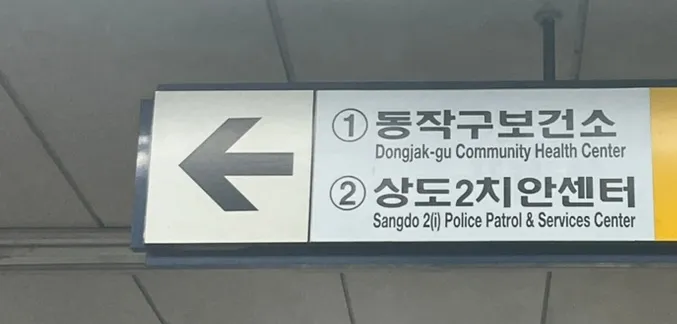 ① 동작구보건소
Dongjak-gu Community Health Center
② 상도2치안센터
Sangdo 2(i) Police Patrol & Services Center